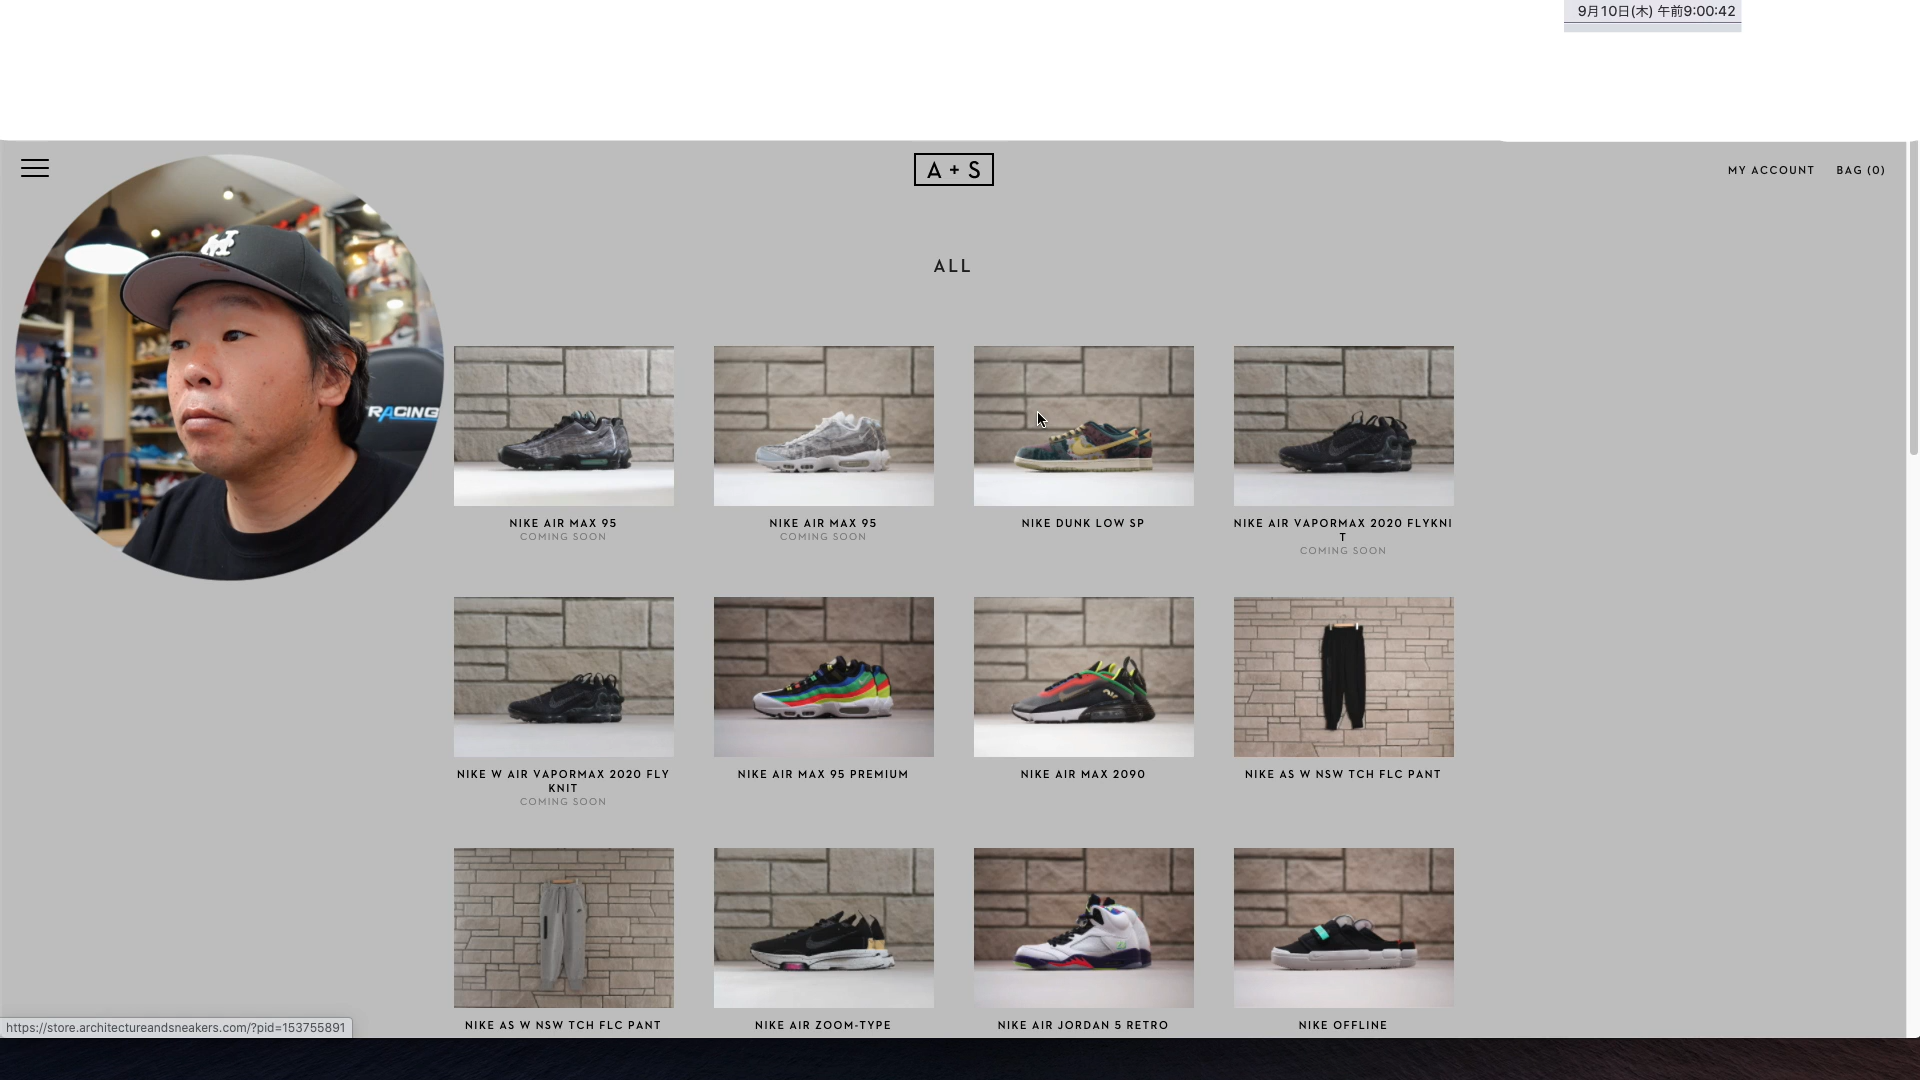 9月10日(木) 午前9:00:42
A + S
MY ACCOUNT
BAG (0)
ALL
RACING
NIKE AIR MAX 95
COMING SOON
NIKE AIR MAX 95
COMING SOON
NIKE DUNK LOW SP
NIKE AIR VAPORMAX 2020 FLYKNI
T
COMING SOON
NIKE W AIR VAPORMAX 2020 FLY
KNIT
COMING SOON
NIKE AIR MAX 95 PREMIUM
NIKE AIR MAX 2090
NIKE AS W NSW TCH FLC PANT
NIKE AS W NSW TCH FLC PANT
NIKE AIR ZOOM-TYPE
NIKE AIR JORDAN 5 RETRO
NIKE OFFLINE
https://store.architectureandsneakers.com/?pid=153755891